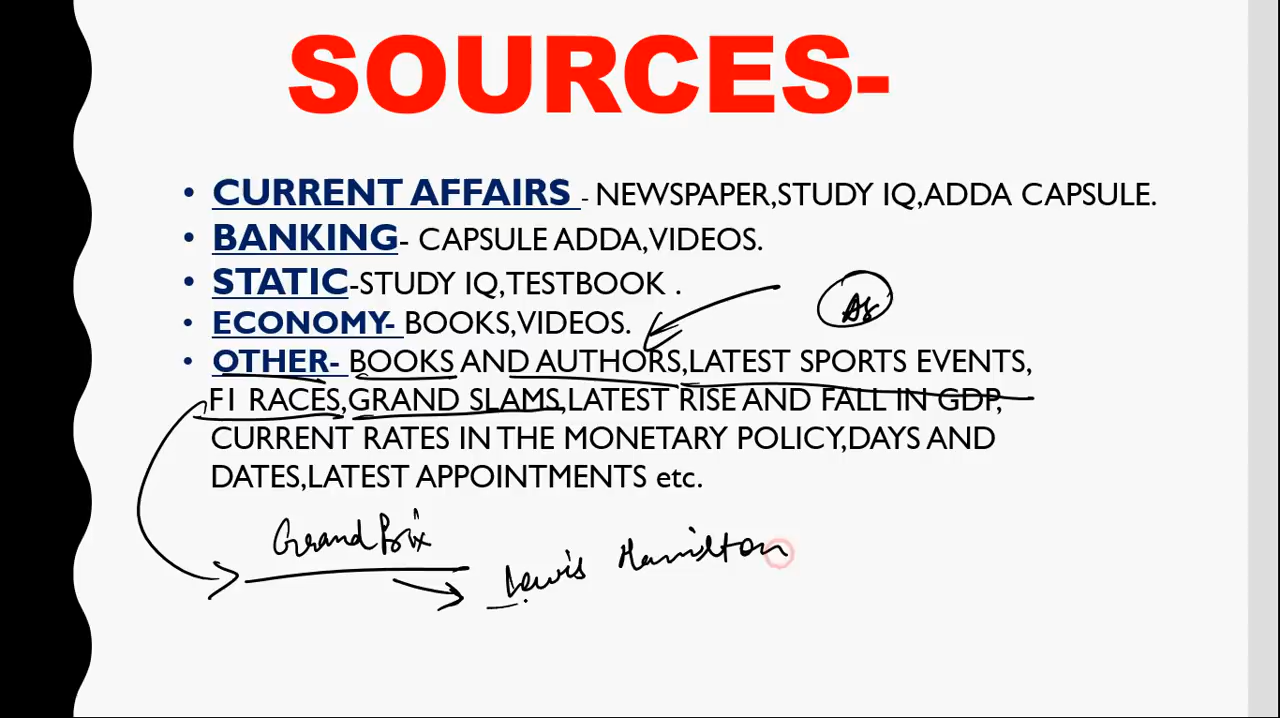 SOURCES-
• CURRENT AFFAIRS - NEWSPAPER,STUDY IQ,ADDA CAPSULE.
• BANKING- CAPSULE ADDA,VIDEOS.
• STATIC-STUDY IQ,TESTBOOK .
• ECONOMY- BOOKS,VIDEOS.
• OTHER- BOOKS AND AUTHORS,LATEST SPORTS EVENTS,
F1 RACES,GRAND SLAMS,LATEST RISE AND FALL IN GDP,
CURRENT RATES IN THE MONETARY POLICY,DAYS AND
DATES,LATEST APPOINTMENTS etc.
Grand Prix
Lewis Hamilton